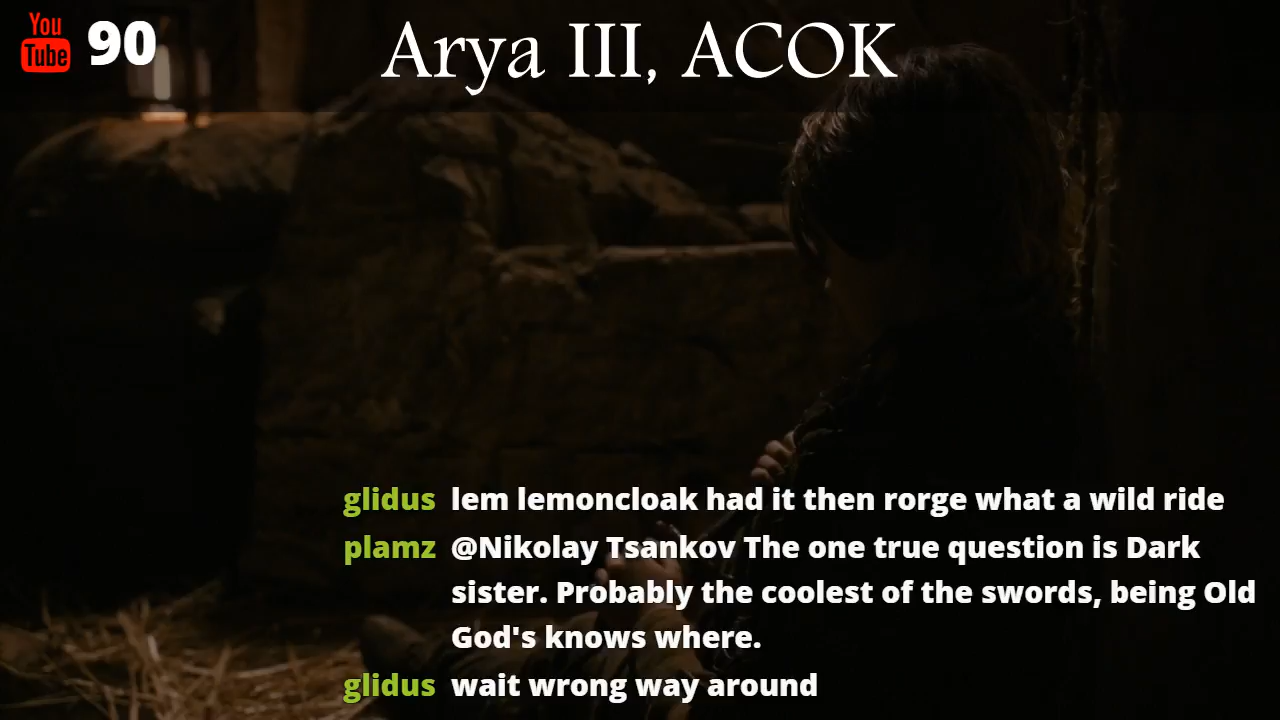 You
Tube
90
Arya III, ACOK
glidus lem lemoncloak had it then rorge what a wild ride
plamz @Nikolay Tsankov The one true question is Dark
sister. Probably the coolest of the swords, being Old
God's knows where.
glidus wait wrong way around